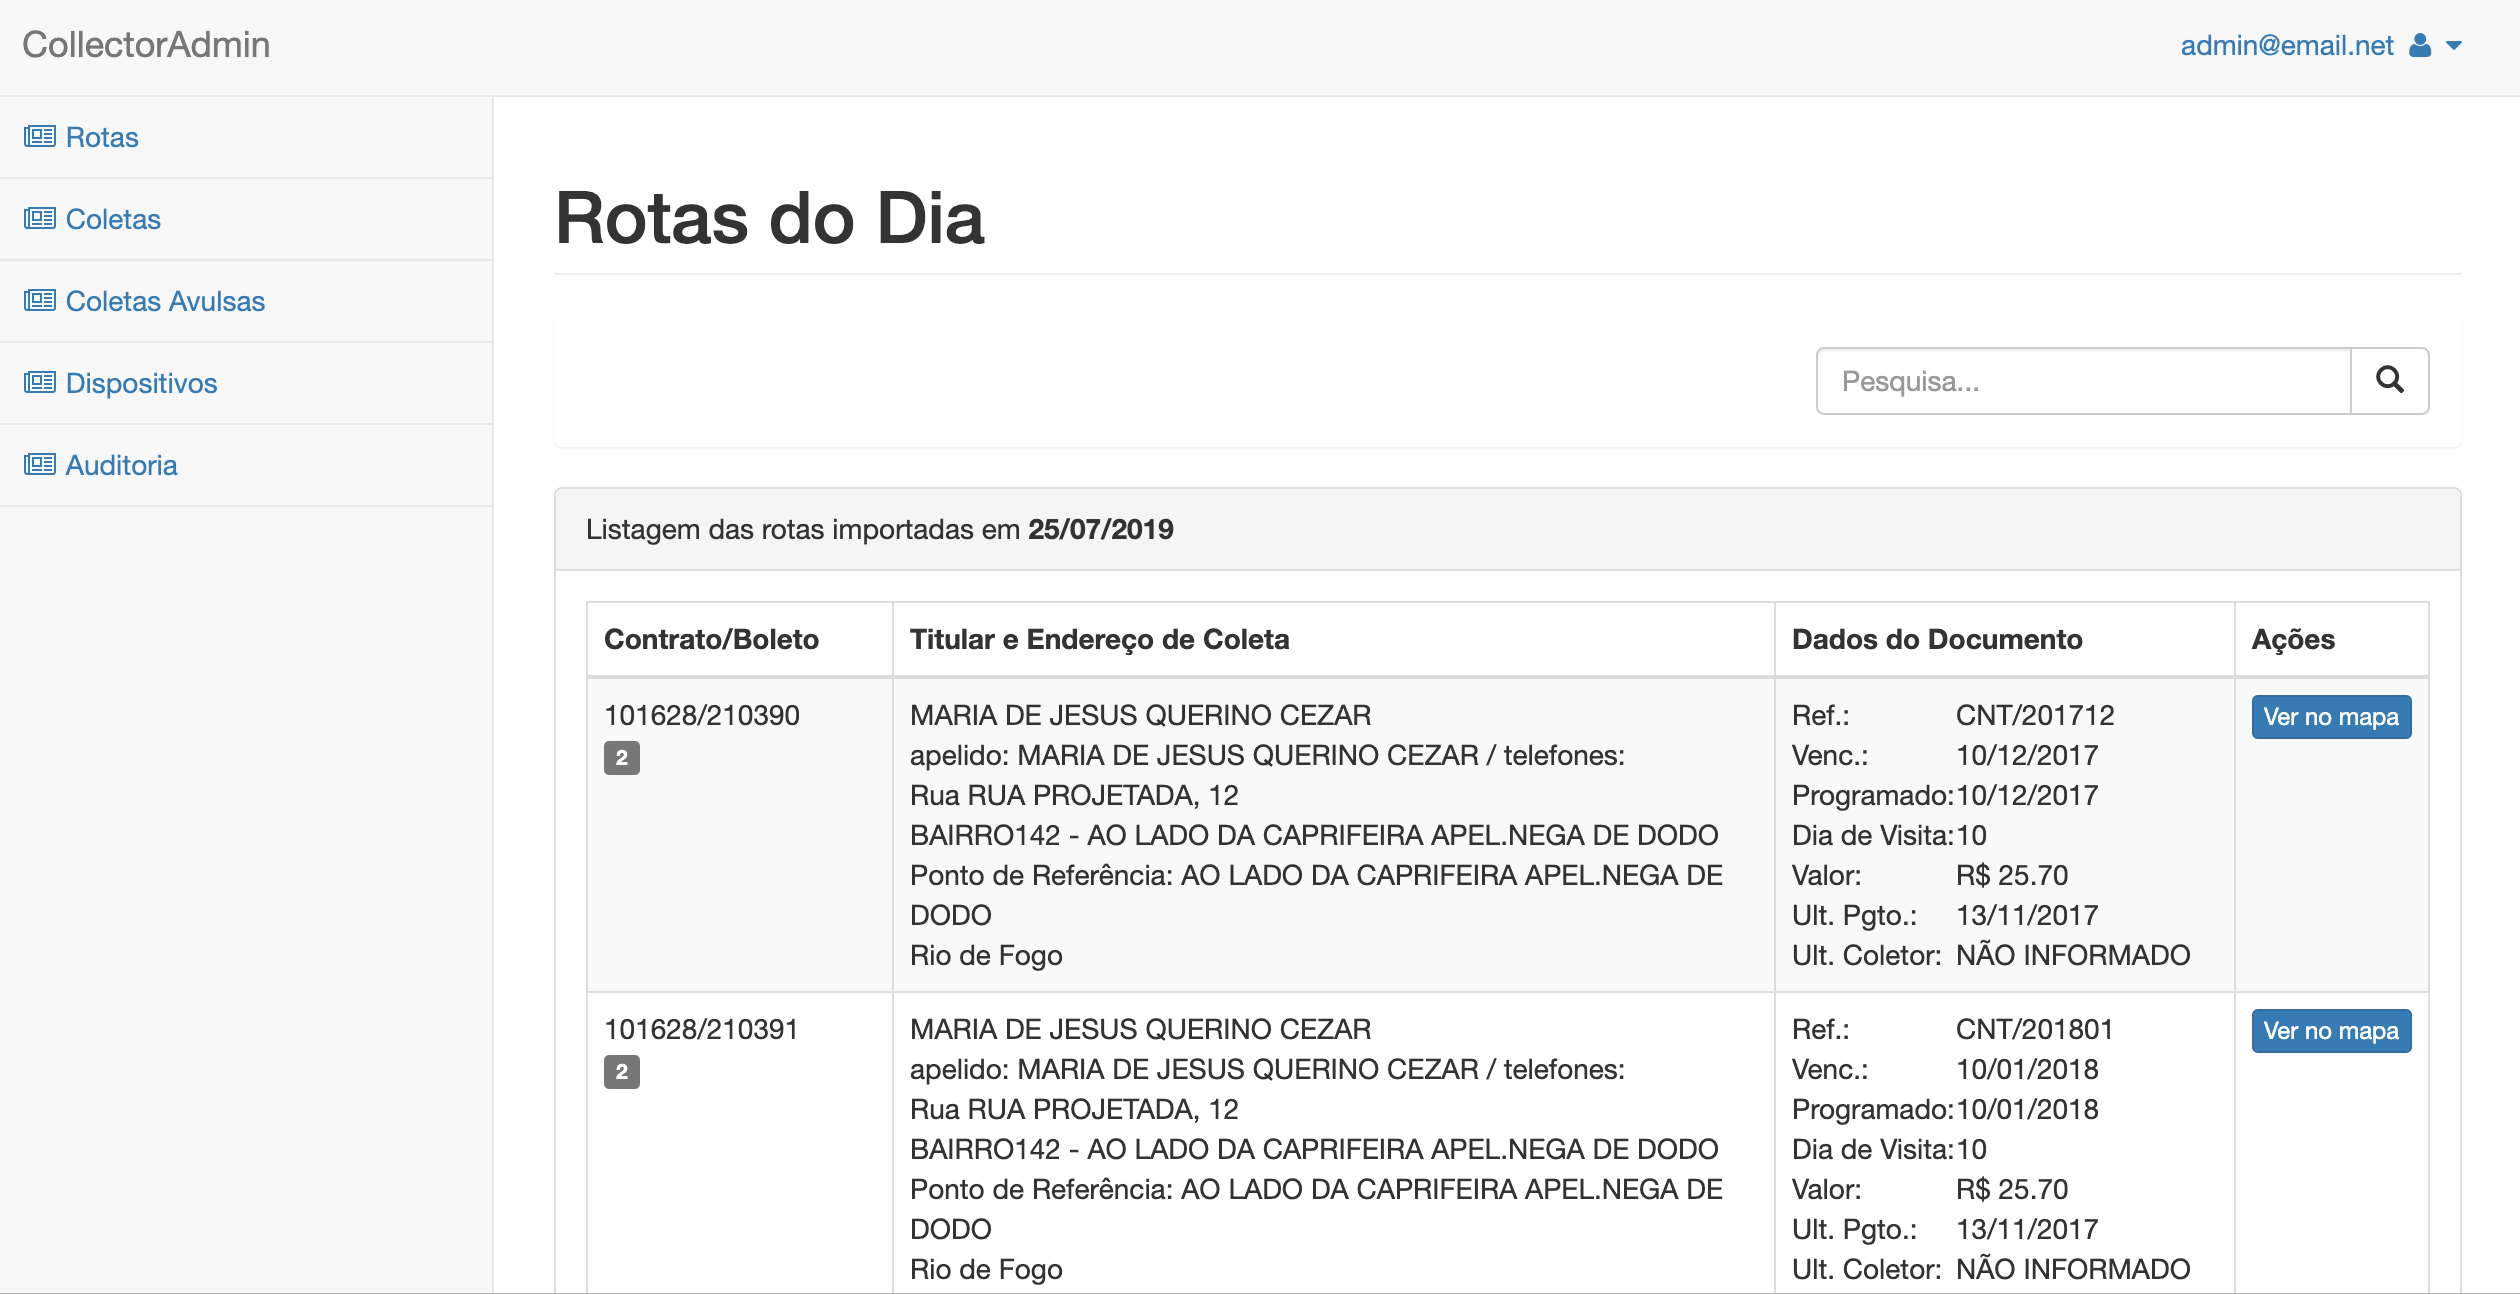 CollectorAdmin
admin@email.net
Rotas
Coletas
Coletas Avulsas
Dispositivos
Auditoria
Rotas do Dia
Pesquisa...
Listagem das rotas importadas em 25/07/2019
Contrato/Boleto
Titular e Endereço de Coleta
Dados do Documento
Ações
101628/210390
2
MARIA DE JESUS QUERINO CEZAR
apelido: MARIA DE JESUS QUERINO CEZAR / telefones:
Rua RUA PROJETADA, 12
BAIRRO142 - AO LADO DA CAPRIFEIRA APEL.NEGA DE DODO
Ponto de Referência: AO LADO DA CAPRIFEIRA APEL.NEGA DE
DODO
Rio de Fogo
Ref.: CNT/201712
Venc.: 10/12/2017
Programado: 10/12/2017
Dia de Visita: 10
Valor: R$ 25.70
Ult. Pgto.: 13/11/2017
Ult. Coletor: NÃO INFORMADO
Ver no mapa
101628/210391
2
MARIA DE JESUS QUERINO CEZAR
apelido: MARIA DE JESUS QUERINO CEZAR / telefones:
Rua RUA PROJETADA, 12
BAIRRO142 - AO LADO DA CAPRIFEIRA APEL.NEGA DE DODO
Ponto de Referência: AO LADO DA CAPRIFEIRA APEL.NEGA DE
DODO
Rio de Fogo
Ref.: CNT/201801
Venc.: 10/01/2018
Programado: 10/01/2018
Dia de Visita: 10
Valor: R$ 25.70
Ult. Pgto.: 13/11/2017
Ult. Coletor: NÃO INFORMADO
Ver no mapa